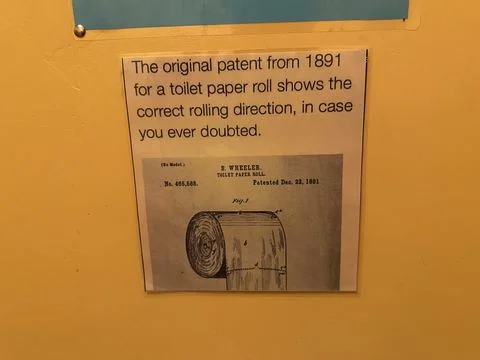 The original patent from 1891
for a toilet paper roll shows the
correct rolling direction, in case
you ever doubted.
(No Model.)
S. WHEELER.
TOILET PAPER ROLL.
No. 465,588.
Patented Dec. 22, 1891
Fig. 1